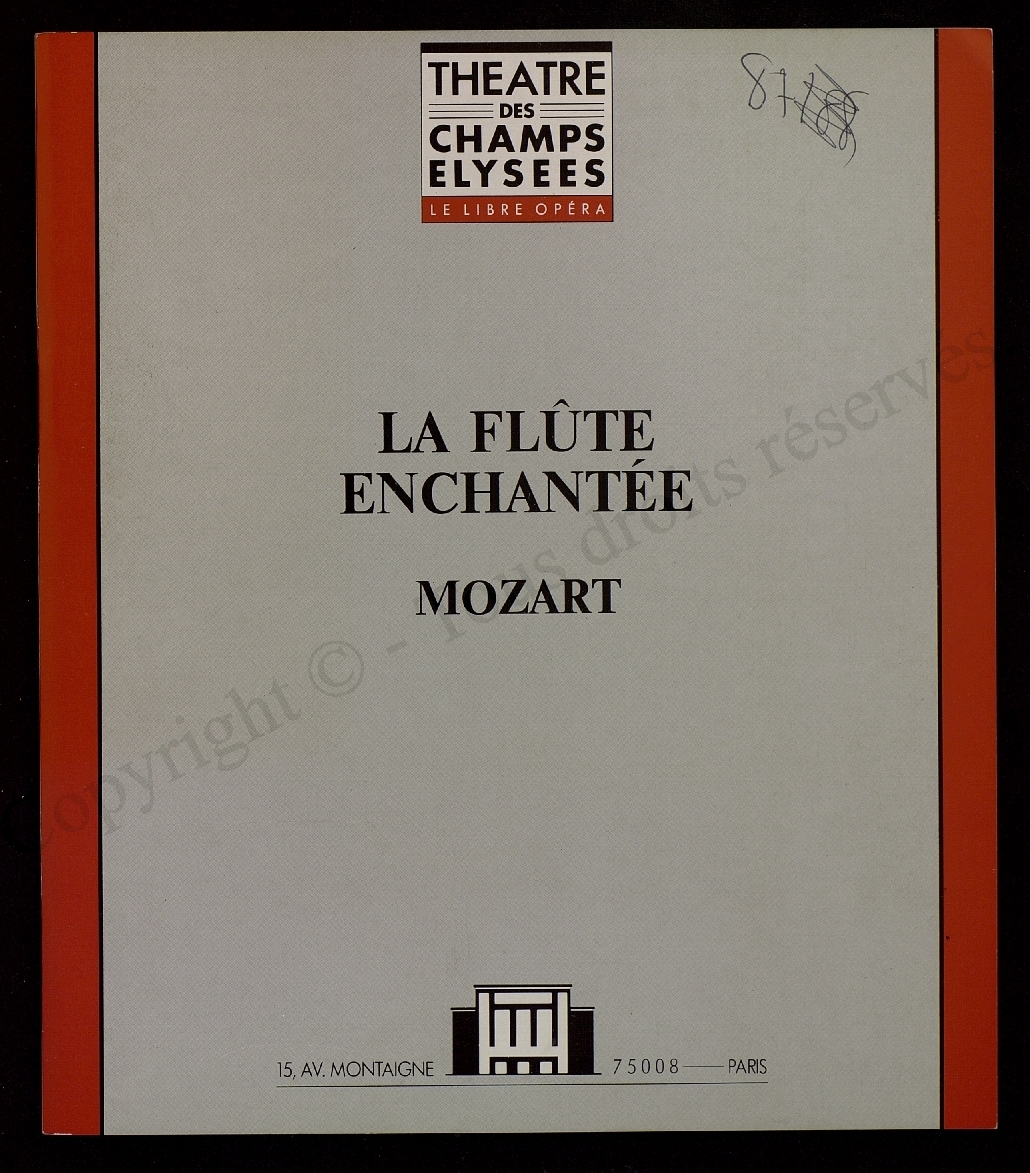 THEATRE
DES
CHAMPS
ELYSEES
LE LIBRE OPÉRA
87
LA FLÛTE
ENCHANTÉE
MOZART
Copyright © - Tous droits réservés
15, AV. MONTAIGNE 75008 PARIS